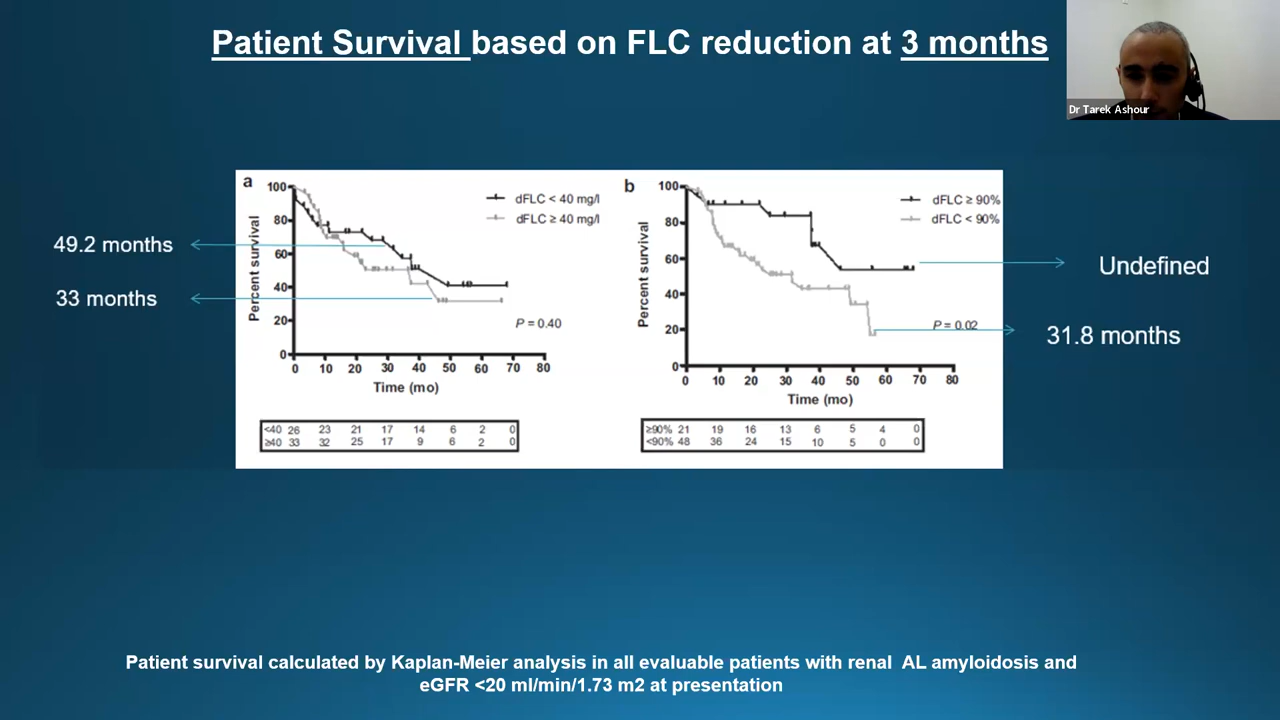 Patient Survival based on FLC reduction at 3 months
Dr Tarek Ashour
a
100
80
60
40
20
0
Percent survival
dFLC < 40 mg/l
dFLC ≥ 40 mg/l
P = 0.40
0 10 20 30 40 50 60 70 80
Time (mo)
<40 26 23 21 17 14 6 2 0
≥40 33 32 25 17 9 6 2 0
49.2 months
33 months
b
100
80
60
40
20
0
Percent survival
dFLC ≥ 90%
dFLC < 90%
P = 0.02
0 10 20 30 40 50 60 70 80
Time (mo)
≥90% 21 19 16 13 6 5 4 0
<90% 48 36 24 15 10 5 0 0
Undefined
31.8 months
Patient survival calculated by Kaplan-Meier analysis in all evaluable patients with renal AL amyloidosis and
eGFR <20 ml/min/1.73 m2 at presentation